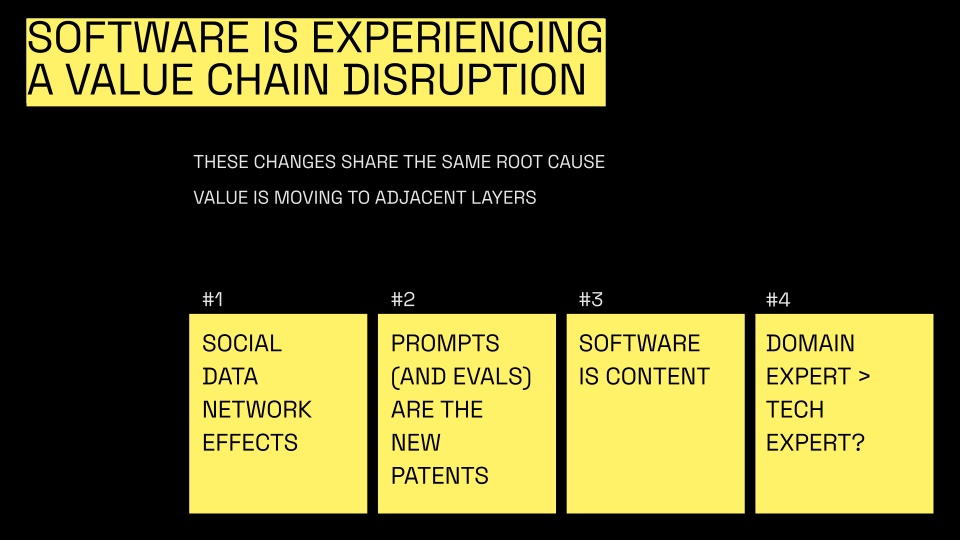 SOFTWARE IS EXPERIENCING
A VALUE CHAIN DISRUPTION
THESE CHANGES SHARE THE SAME ROOT CAUSE
VALUE IS MOVING TO ADJACENT LAYERS
#1
SOCIAL
DATA
NETWORK
EFFECTS
#2
PROMPTS
(AND EVALS)
ARE THE
NEW
PATENTS
#3
SOFTWARE
IS CONTENT
#4
DOMAIN
EXPERT >
TECH
EXPERT?